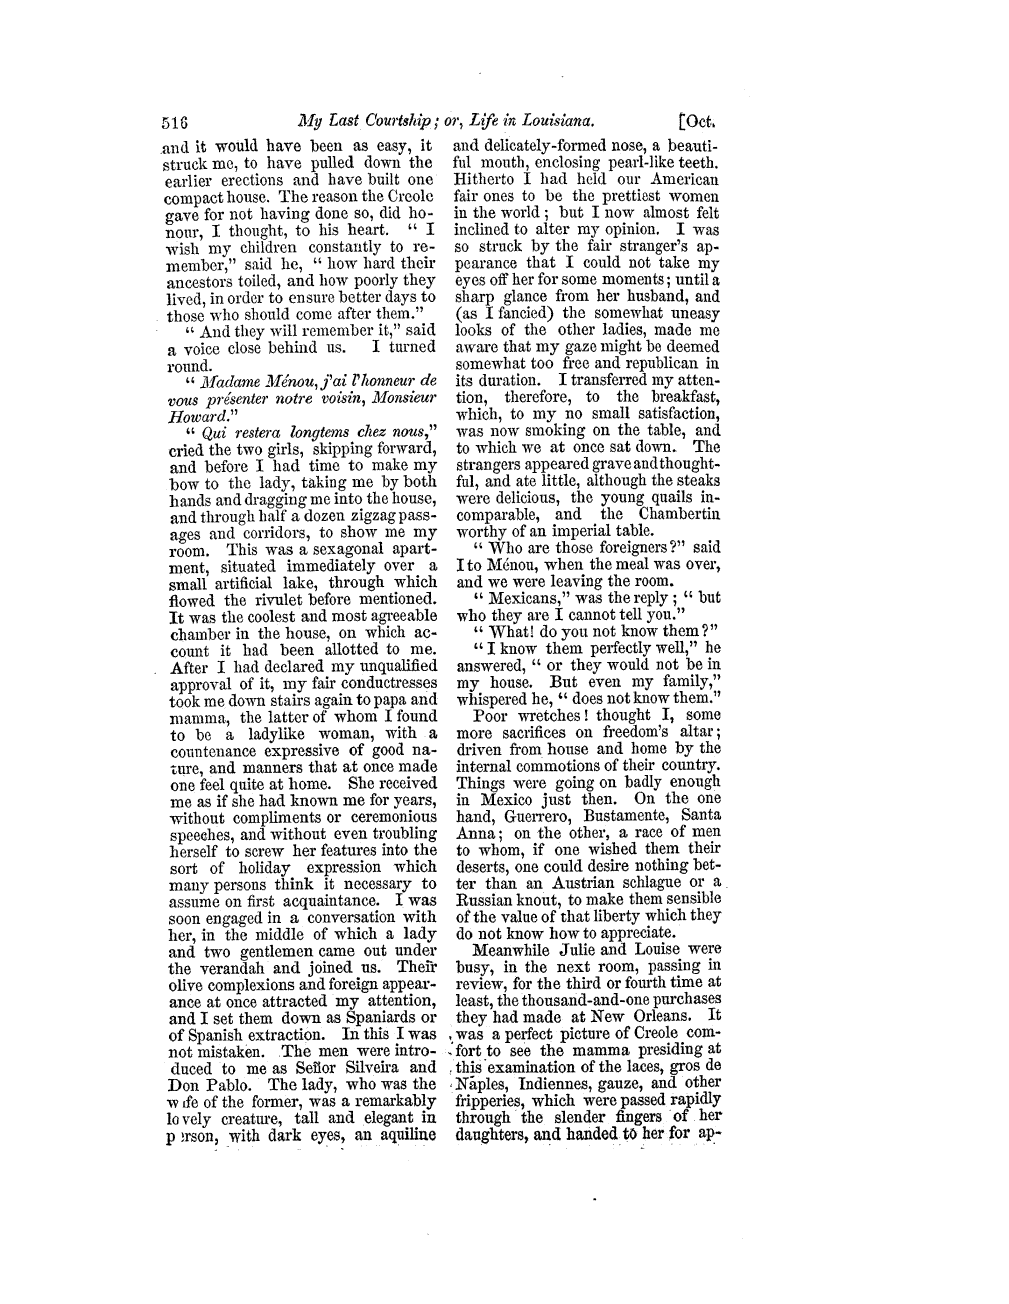 516 My Last Courtship; or, Life in Louisiana. [Oct.
and it would have been as easy, it
struck me, to have pulled down the
earlier erections and have built one
compact house. The reason the Creole
gave for not having done so, did ho-
nour, I thought, to his heart. “ I
wish my children constantly to re-
member,” said he, “ how hard their
ancestors toiled, and how poorly they
lived, in order to ensure better days to
those who should come after them.”
“ And they will remember it,” said
a voice close behind us. I turned
round.
“ Madame Ménou, j'ai l'honneur de
vous présenter notre voisin, Monsieur
Howard.”
“ Qui restera longtems chez nous,”
cried the two girls, skipping forward,
and before I had time to make my
bow to the lady, taking me by both
hands and dragging me into the house,
and through half a dozen zigzag pass-
ages and corridors, to show me my
room. This was a sexagonal apart-
ment, situated immediately over a
small artificial lake, through which
flowed the rivulet before mentioned.
It was the coolest and most agreeable
chamber in the house, on which ac-
count it had been allotted to me.
After I had declared my unqualified
approval of it, my fair conductresses
took me down stairs again to papa and
mamma, the latter of whom I found
to be a ladylike woman, with a
countenance expressive of good na-
ture, and manners that at once made
one feel quite at home. She received
me as if she had known me for years,
without compliments or ceremonious
speeches, and without even troubling
herself to screw her features into the
sort of holiday expression which
many persons think it necessary to
assume on first acquaintance. I was
soon engaged in a conversation with
her, in the middle of which a lady
and two gentlemen came out under
the verandah and joined us. Their
olive complexions and foreign appear-
ance at once attracted my attention,
and I set them down as Spaniards or
of Spanish extraction. In this I was
not mistaken. The men were intro-
duced to me as Señor Silveira and
Don Pablo. The lady, who was the
wife of the former, was a remarkably
lovely creature, tall and elegant in
person, with dark eyes, an aquiline
and delicately-formed nose, a beauti-
ful mouth, enclosing pearl-like teeth.
Hitherto I had held our American
fair ones to be the prettiest women
in the world; but I now almost felt
inclined to alter my opinion. I was
so struck by the fair stranger's ap-
pearance that I could not take my
eyes off her for some moments; until a
sharp glance from her husband, and
(as I fancied) the somewhat uneasy
looks of the other ladies, made me
aware that my gaze might be deemed
somewhat too free and republican in
its duration. I transferred my atten-
tion, therefore, to the breakfast,
which, to my no small satisfaction,
was now smoking on the table, and
to which we at once sat down. The
strangers appeared grave and thought-
ful, and ate little, although the steaks
were delicious, the young quails in-
comparable, and the Chambertin
worthy of an imperial table.
“ Who are those foreigners?” said
I to Ménou, when the meal was over,
and we were leaving the room.
“ Mexicans,” was the reply; “ but
who they are I cannot tell you.”
“ What! do you not know them?”
“ I know them perfectly well,” he
answered, “ or they would not be in
my house. But even my family,”
whispered he, “ does not know them.”
Poor wretches! thought I, some
more sacrifices on freedom's altar;
driven from house and home by the
internal commotions of their country.
Things were going on badly enough
in Mexico just then. On the one
hand, Guerrero, Bustamente, Santa
Anna; on the other, a race of men
to whom, if one wished them their
deserts, one could desire nothing bet-
ter than an Austrian schlague or a
Russian knout, to make them sensible
of the value of that liberty which they
do not know how to appreciate.
Meanwhile Julie and Louise were
busy, in the next room, passing in
review, for the third or fourth time at
least, the thousand-and-one purchases
they had made at New Orleans. It
was a perfect picture of Creole com-
fort to see the mamma presiding at
this examination of the laces, gros de
Naples, Indiennes, gauze, and other
fripperies, which were passed rapidly
through the slender fingers of her
daughters, and handed to her for ap-